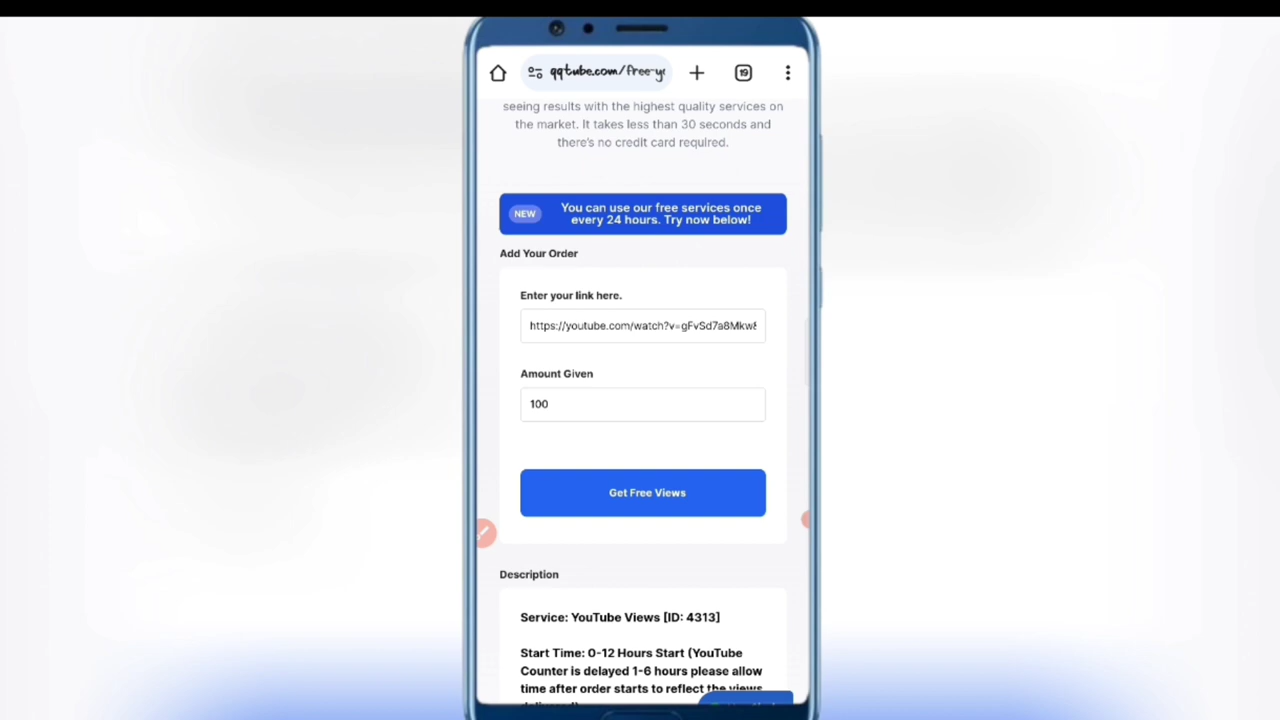 qqtube.com/free-yo
19
seeing results with the highest quality services on
the market. It takes less than 30 seconds and
there's no credit card required.
NEW
You can use our free services once
every 24 hours. Try now below!
Add Your Order
Enter your link here.
https://youtube.com/watch?v=gFvSd7a8Mkw&
Amount Given
100
Get Free Views
Description
Service: YouTube Views [ID: 4313]
Start Time: 0-12 Hours Start (YouTube
Counter is delayed 1-6 hours please allow
time after order starts to reflect the views